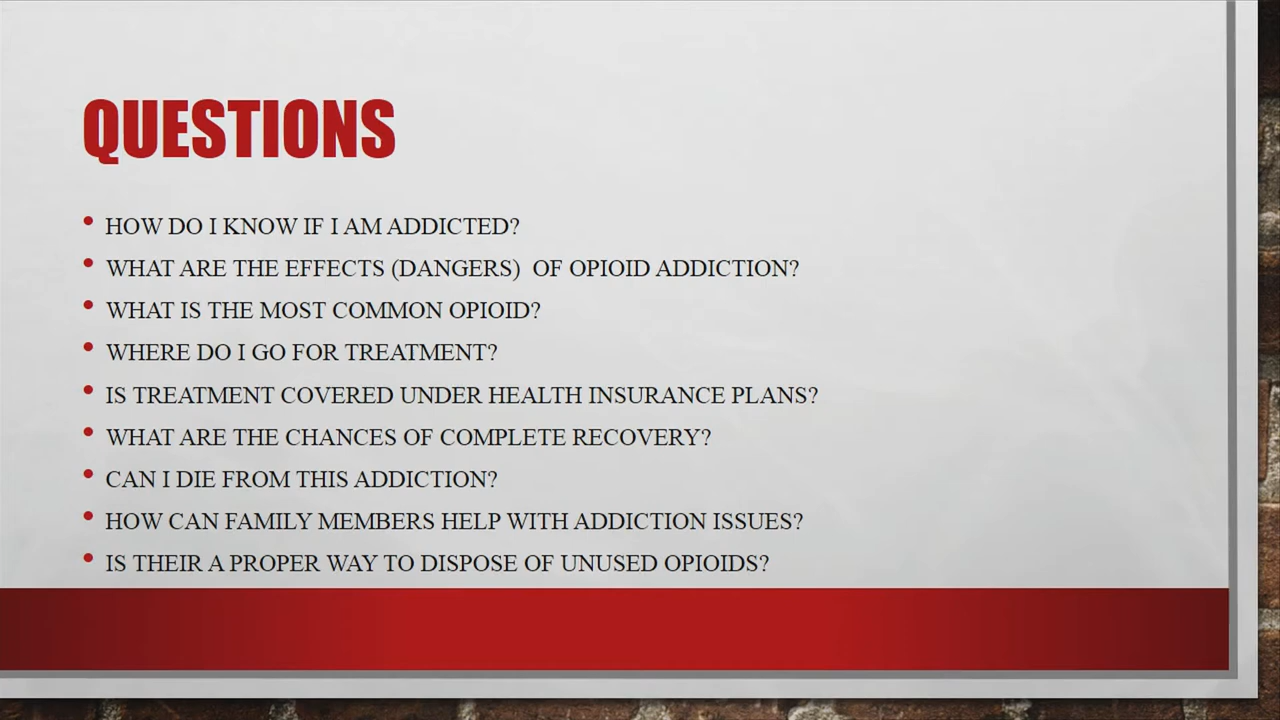 QUESTIONS
• HOW DO I KNOW IF I AM ADDICTED?
• WHAT ARE THE EFFECTS (DANGERS)  OF OPIOID ADDICTION?
• WHAT IS THE MOST COMMON OPIOID?
• WHERE DO I GO FOR TREATMENT?
• IS TREATMENT COVERED UNDER HEALTH INSURANCE PLANS?
• WHAT ARE THE CHANCES OF COMPLETE RECOVERY?
• CAN I DIE FROM THIS ADDICTION?
• HOW CAN FAMILY MEMBERS HELP WITH ADDICTION ISSUES?
• IS THEIR A PROPER WAY TO DISPOSE OF UNUSED OPIOIDS?